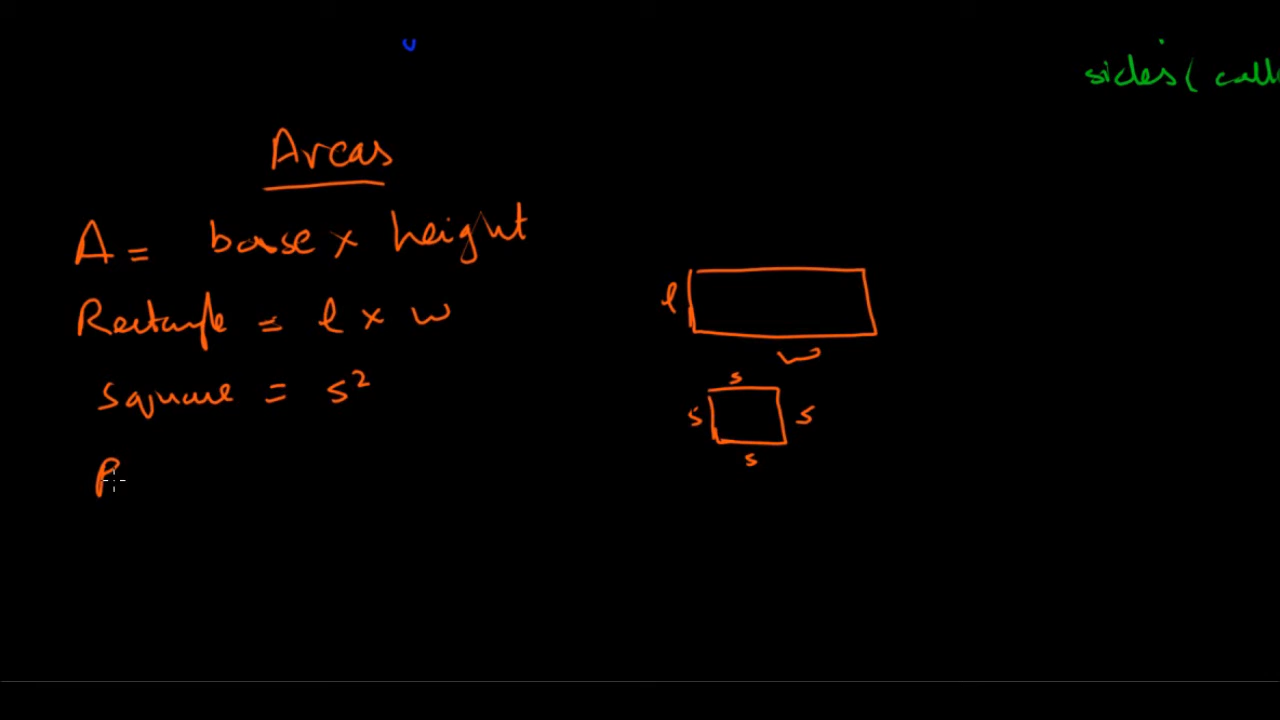 sides( call
Areas
A = base × height
Rectangle = l × w
square = s²
P
l
w
s
s s
s